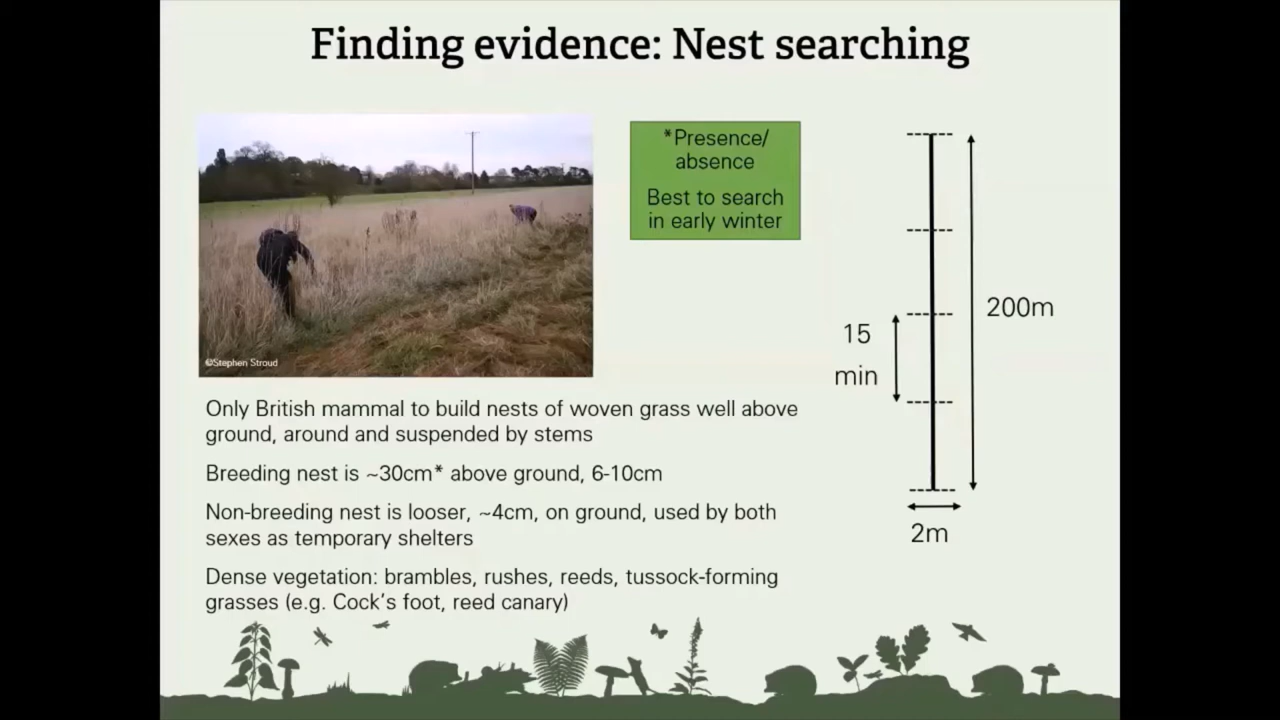 Finding evidence: Nest searching
*Presence/
absence
Best to search
in early winter
©Stephen Stroud
200m
15
min
2m
Only British mammal to build nests of woven grass well above
ground, around and suspended by stems
Breeding nest is ~30cm* above ground, 6-10cm
Non-breeding nest is looser, ~4cm, on ground, used by both
sexes as temporary shelters
Dense vegetation: brambles, rushes, reeds, tussock-forming
grasses (e.g. Cock's foot, reed canary)